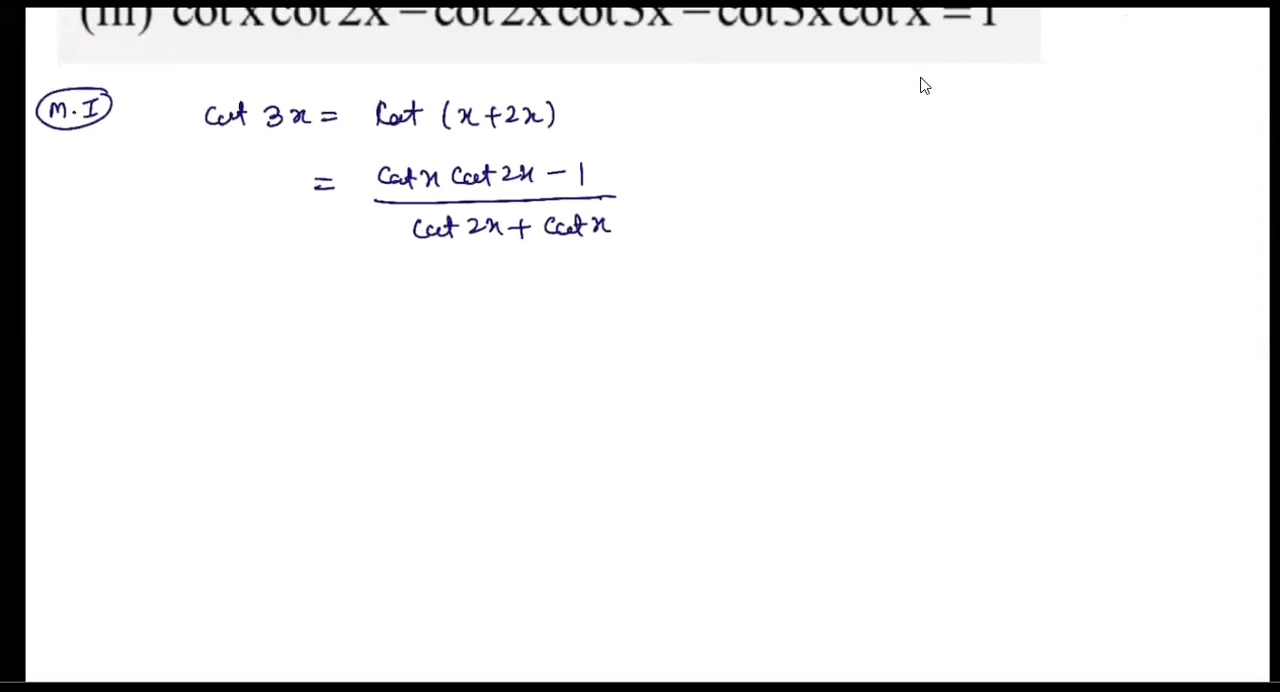 (iii) cot x cot 2x – cot 2x cot 3x – cot 3x cot x = 1
M.I cot 3x = cot (x+2x)
= cot x cot 2x – 1
cot 2x + cot x